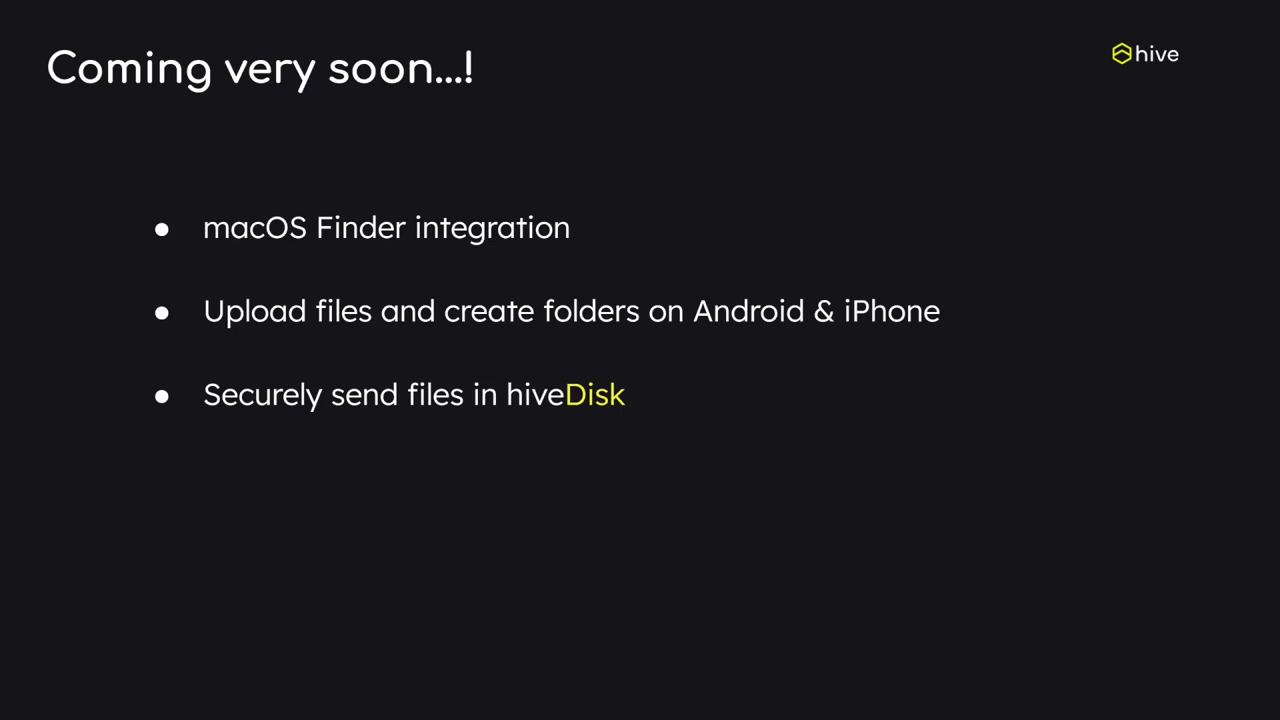 Coming very soon...!
hive
● macOS Finder integration
● Upload files and create folders on Android & iPhone
● Securely send files in hiveDisk